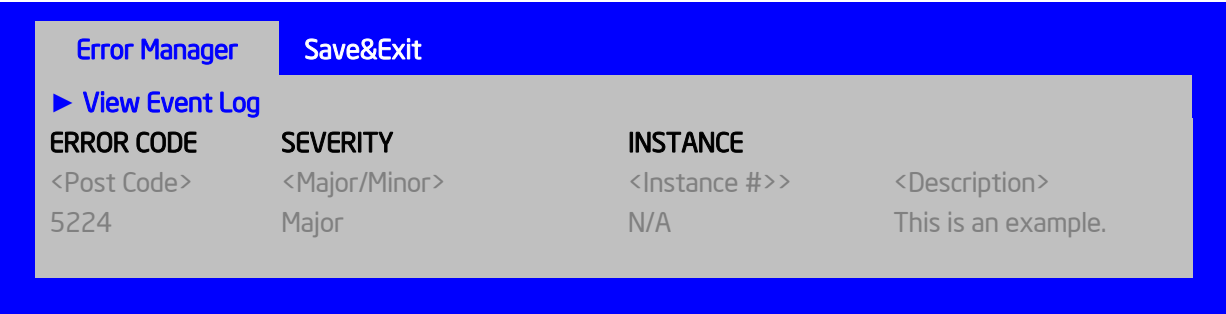 Error Manager Save&Exit
► View Event Log
ERROR CODE SEVERITY INSTANCE
<Post Code> <Major/Minor> <Instance #>> <Description>
5224 Major N/A This is an example.